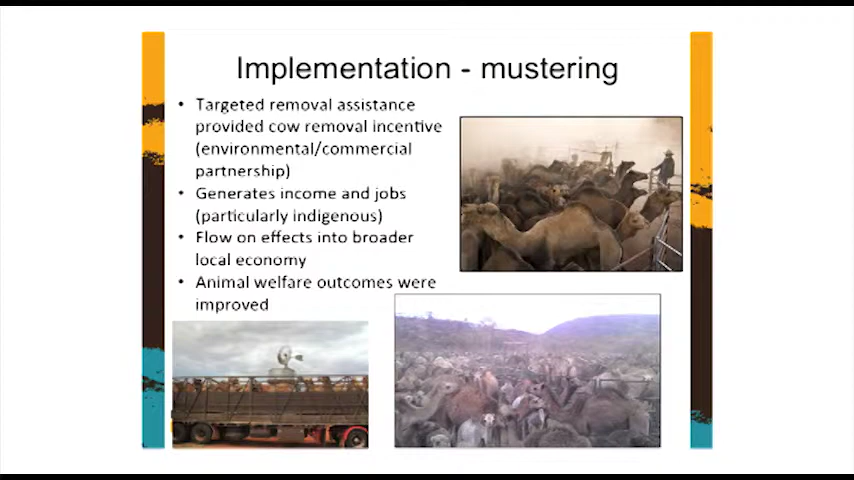 Implementation - mustering
• Targeted removal assistance
provided cow removal incentive
(environmental/commercial
partnership)
• Generates income and jobs
(particularly indigenous)
• Flow on effects into broader
local economy
• Animal welfare outcomes were
improved